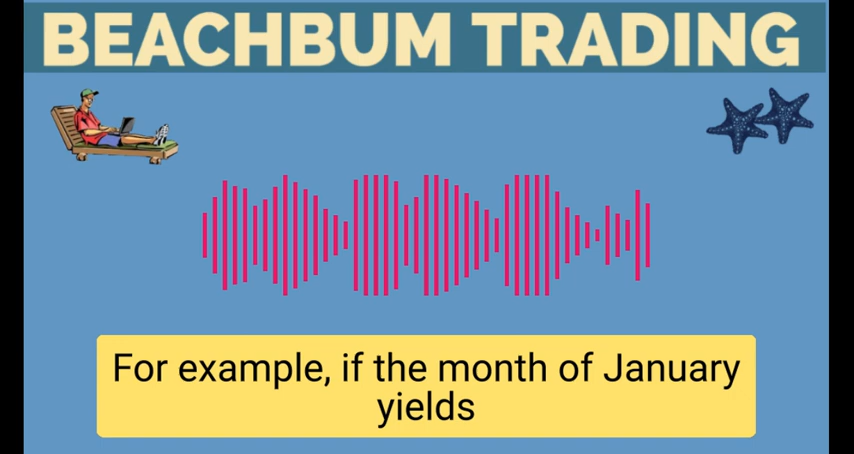 BEACHBUM TRADING
For example, if the month of January
yields